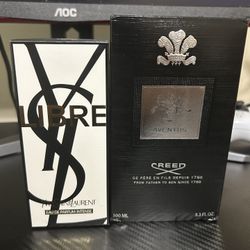 AOC
LIBRE
YSL
YVES SAINT LAURENT
EAU DE PARFUM INTENSE
AVENTUS
CREED
DE PÈRE EN FILS DEPUIS 1760
FROM FATHER TO SON SINCE 1760
100 ML
3.3 FL.OZ